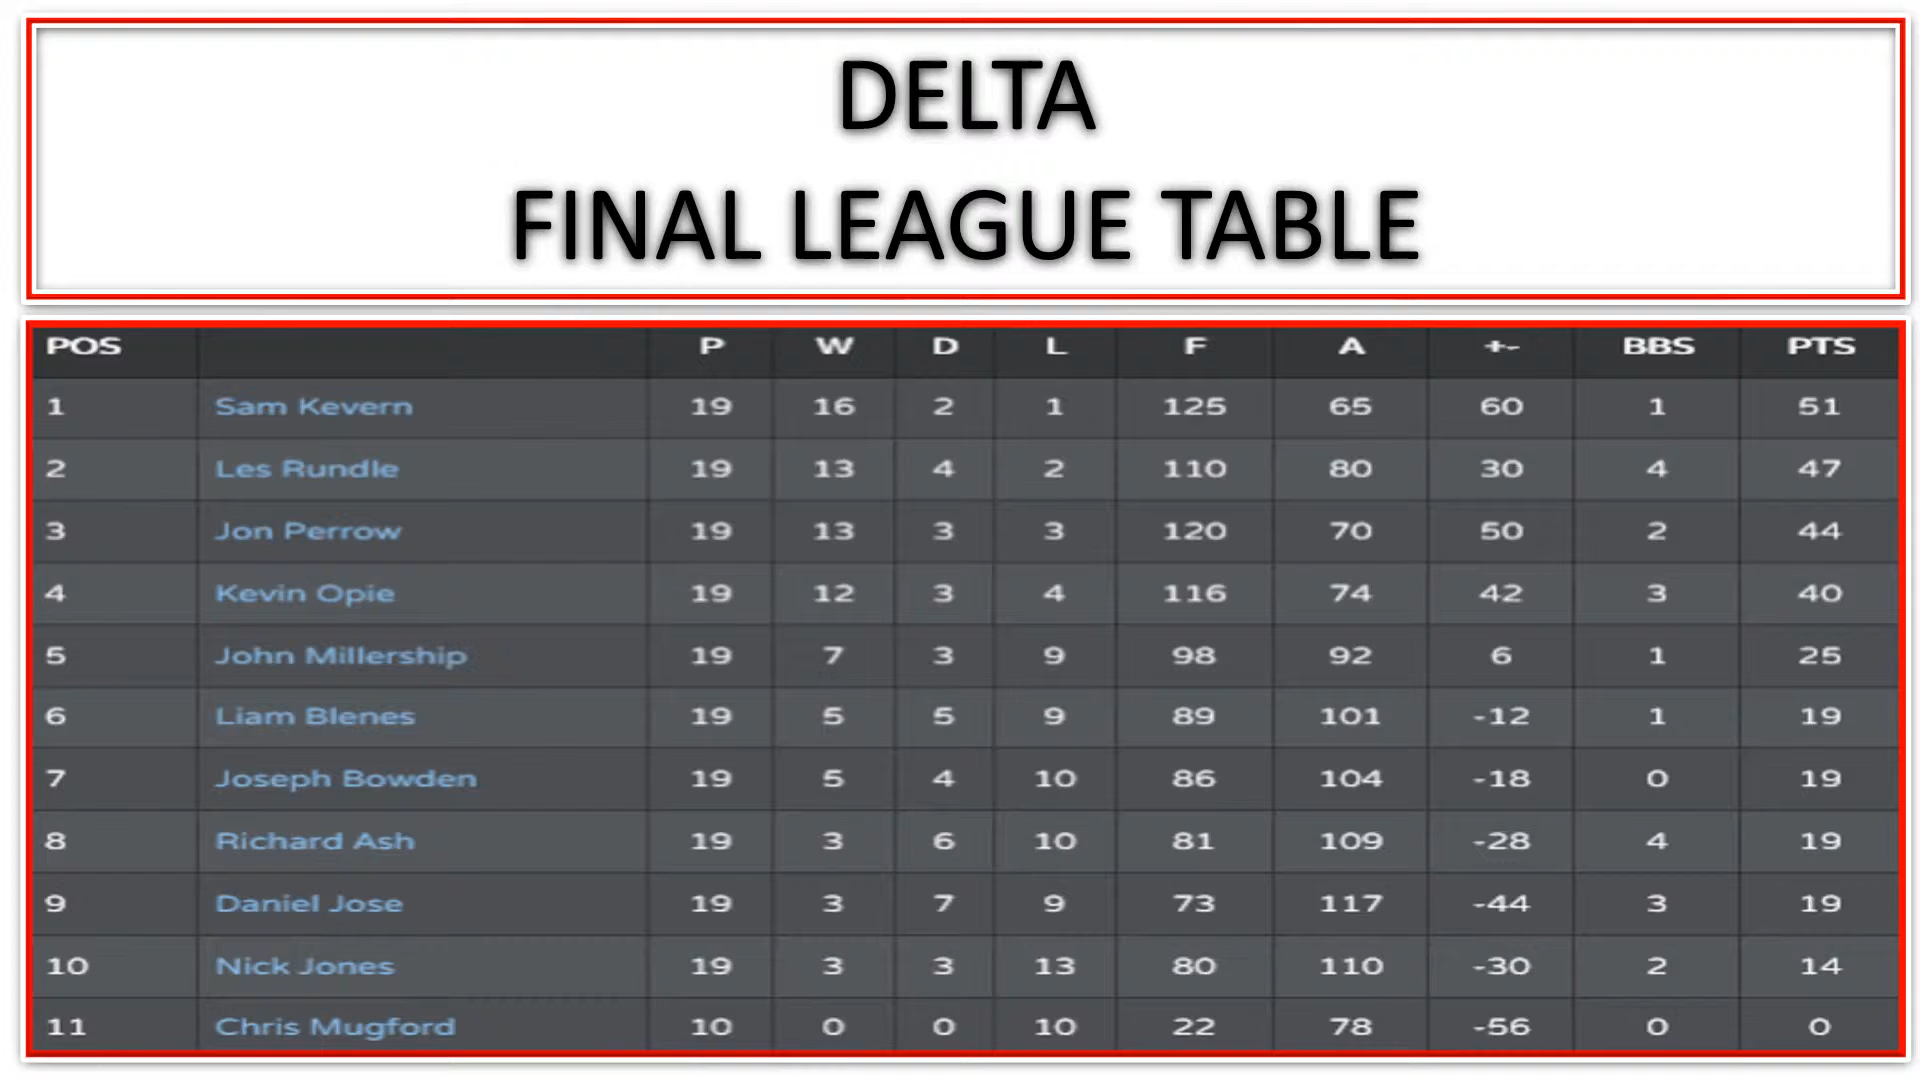 DELTA
FINAL LEAGUE TABLE
POS P W D L F A +- BBS PTS
1 Sam Kevern 19 16 2 1 125 65 60 1 51
2 Les Rundle 19 13 4 2 110 80 30 4 47
3 Jon Perrow 19 13 3 3 120 70 50 2 44
4 Kevin Opie 19 12 3 4 116 74 42 3 40
5 John Millership 19 7 3 9 98 92 6 1 25
6 Liam Blenes 19 5 5 9 89 101 -12 1 19
7 Joseph Bowden 19 5 4 10 86 104 -18 0 19
8 Richard Ash 19 3 6 10 81 109 -28 4 19
9 Daniel Jose 19 3 7 9 73 117 -44 3 19
10 Nick Jones 19 3 3 13 80 110 -30 2 14
11 Chris Mugford 10 0 0 10 22 78 -56 0 0